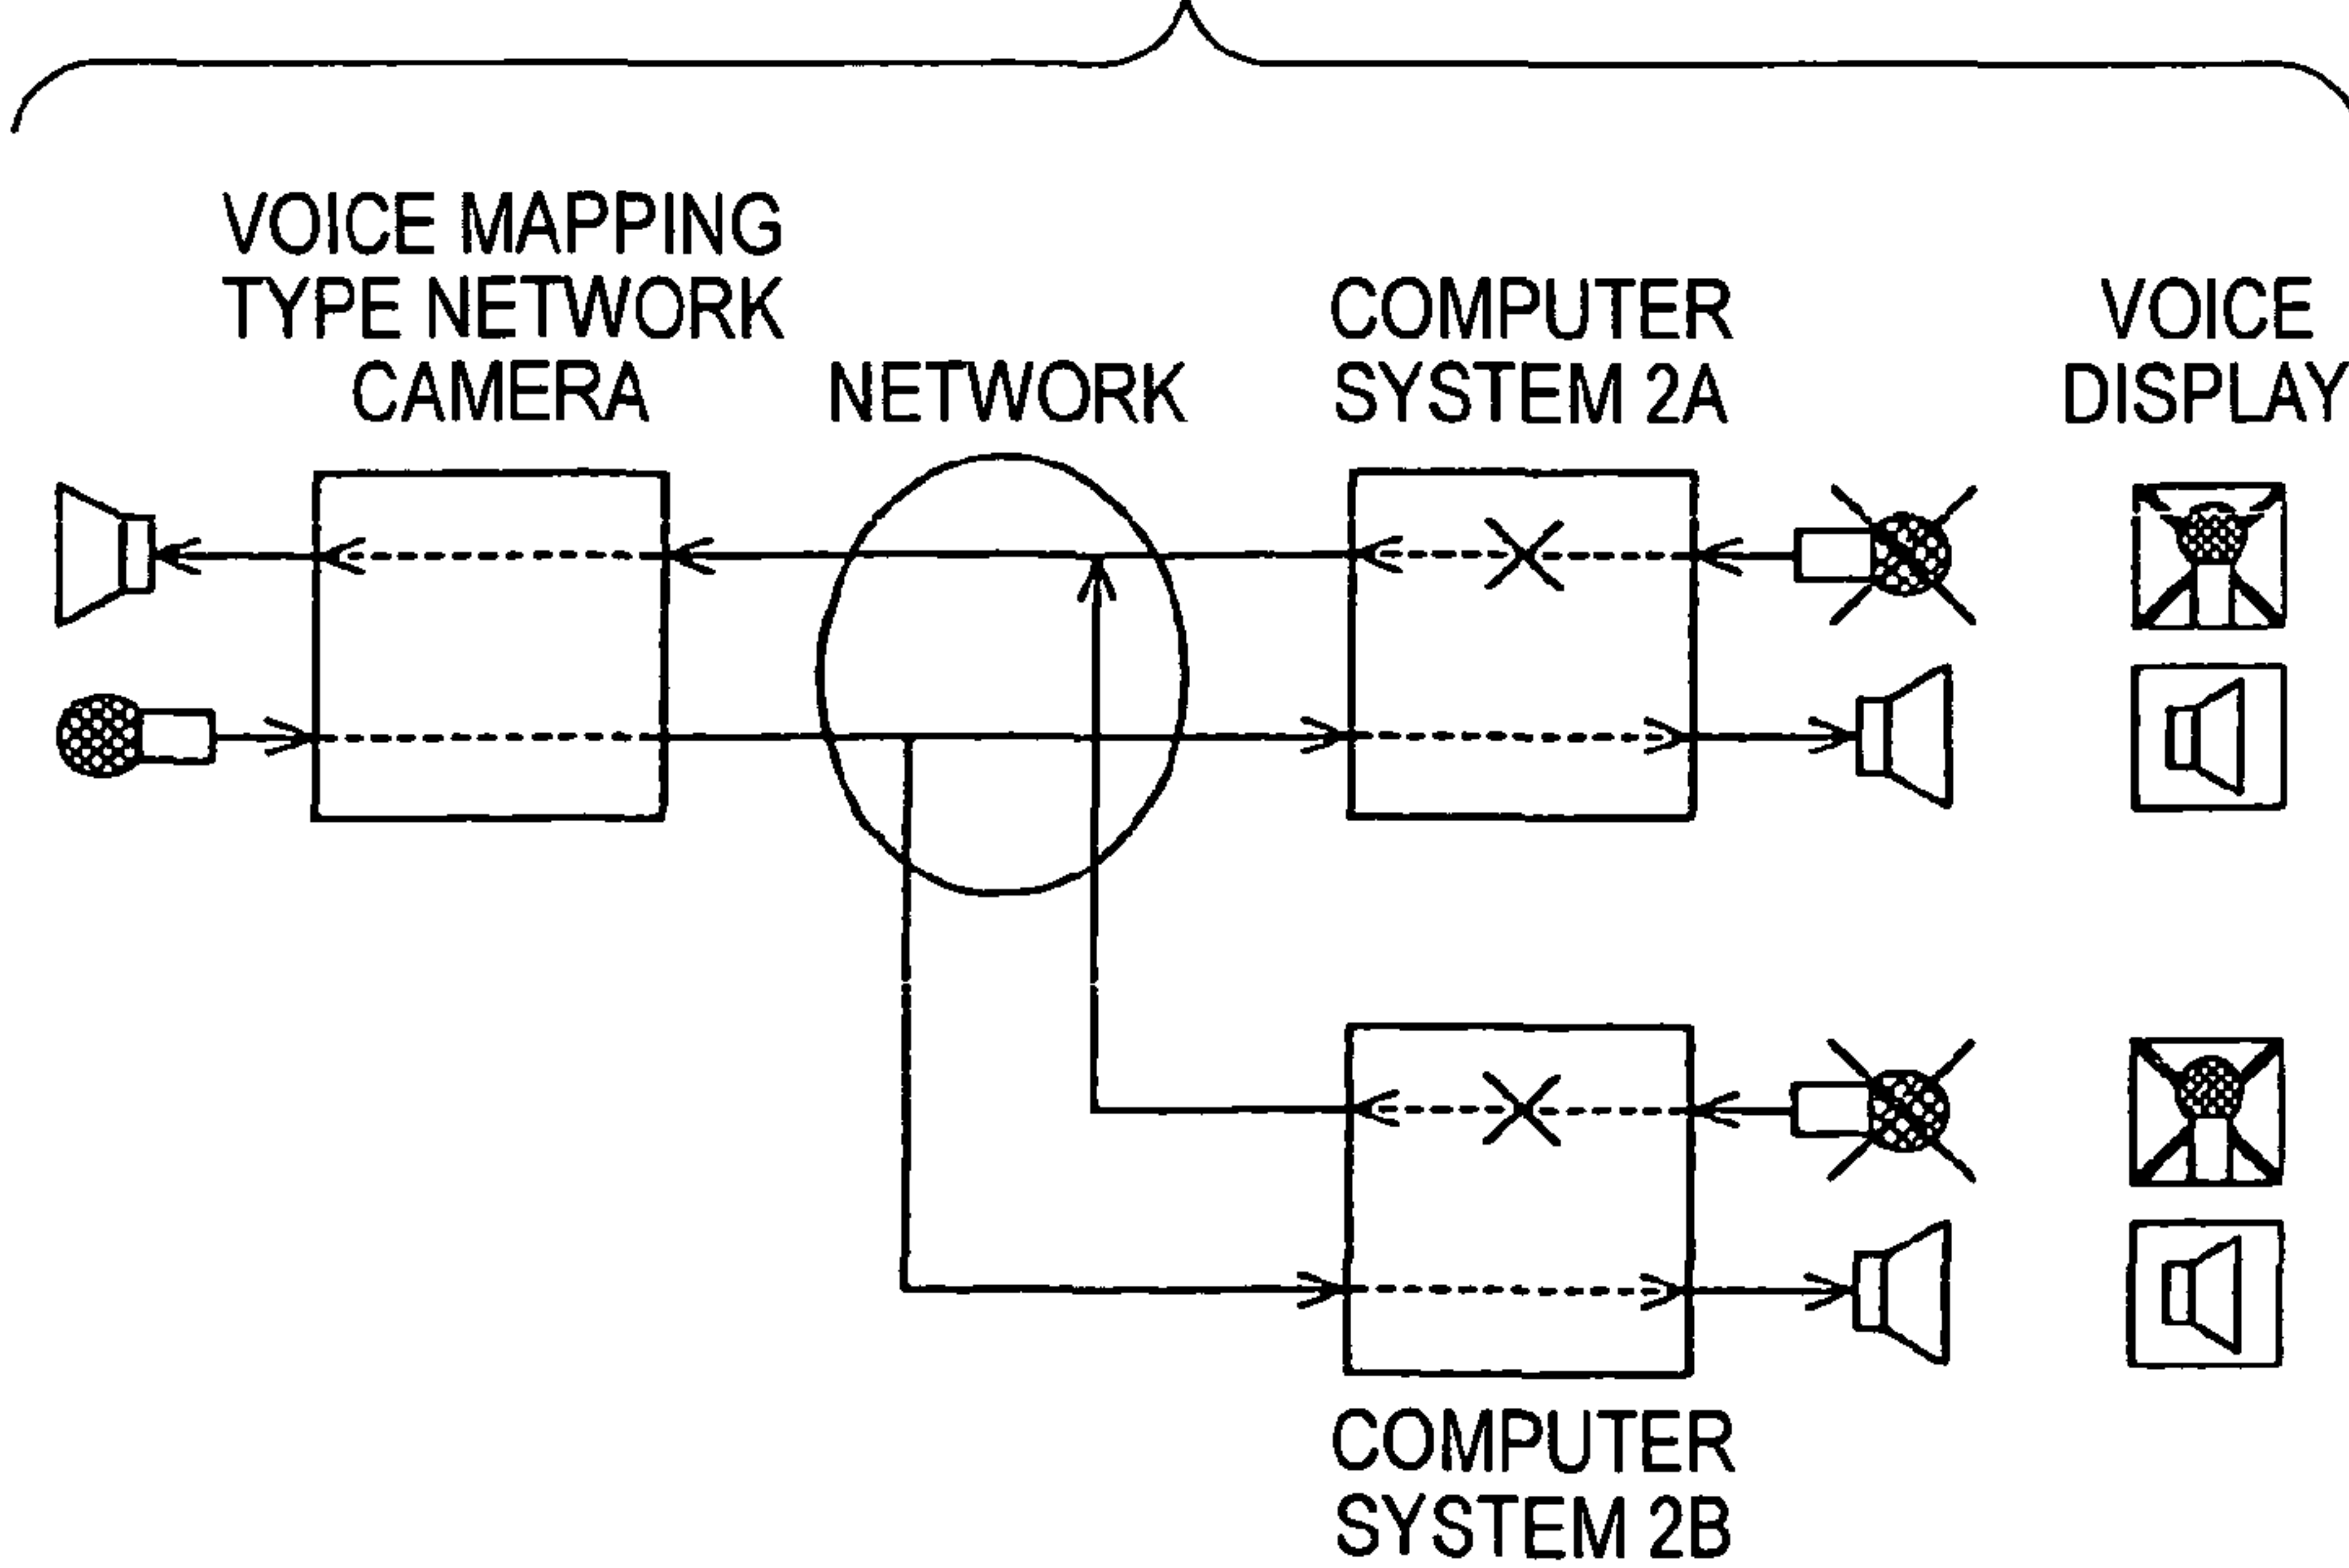 VOICE MAPPING
TYPE NETWORK
CAMERA
NETWORK
COMPUTER
SYSTEM 2A
VOICE
DISPLAY
COMPUTER
SYSTEM 2B